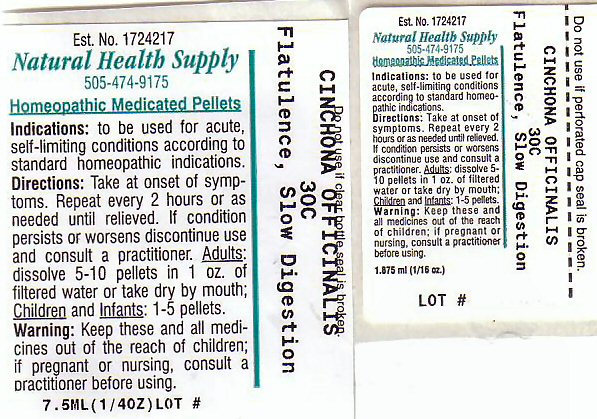 Est. No. 1724217
Natural Health Supply
505-474-9175
Homeopathic Medicated Pellets
Indications: to be used for acute,
self-limiting conditions according to
standard homeopathic indications.
Directions: Take at onset of symp-
toms. Repeat every 2 hours or as
needed until relieved. If condition
persists or worsens discontinue use
and consult a practitioner. Adults:
dissolve 5-10 pellets in 1 oz. of
filtered water or take dry by mouth;
Children and Infants: 1-5 pellets.
Warning: Keep these and all medi-
cines out of the reach of children;
if pregnant or nursing, consult a
practitioner before using.
7.5ML(1/4OZ)LOT #
Do not use if clear bottle seal is broken.
CINCHONA OFFICINALIS
30C
Flatulence, Slow Digestion
Est. No. 1724217
Natural Health Supply
505-474-9175
Homeopathic Medicated Pellets
Indications: to be used for
acute, self-limiting conditions
according to standard homeo-
pathic indications.
Directions: Take at onset of
symptoms. Repeat every 2
hours or as needed until relieved.
If condition persists or worsens
discontinue use and consult a
practitioner. Adults: dissolve 5-
10 pellets in 1 oz. of filtered
water or take dry by mouth;
Children and Infants: 1-5 pellets.
Warning: Keep these and
all medicines out of the reach
of children; if pregnant or
nursing, consult a practitioner
before using.
1.875 ml (1/16 oz.)
LOT #
Do not use if perforated cap seal is broken.
CINCHONA OFFICINALIS
30C
Flatulence, Slow Digestion